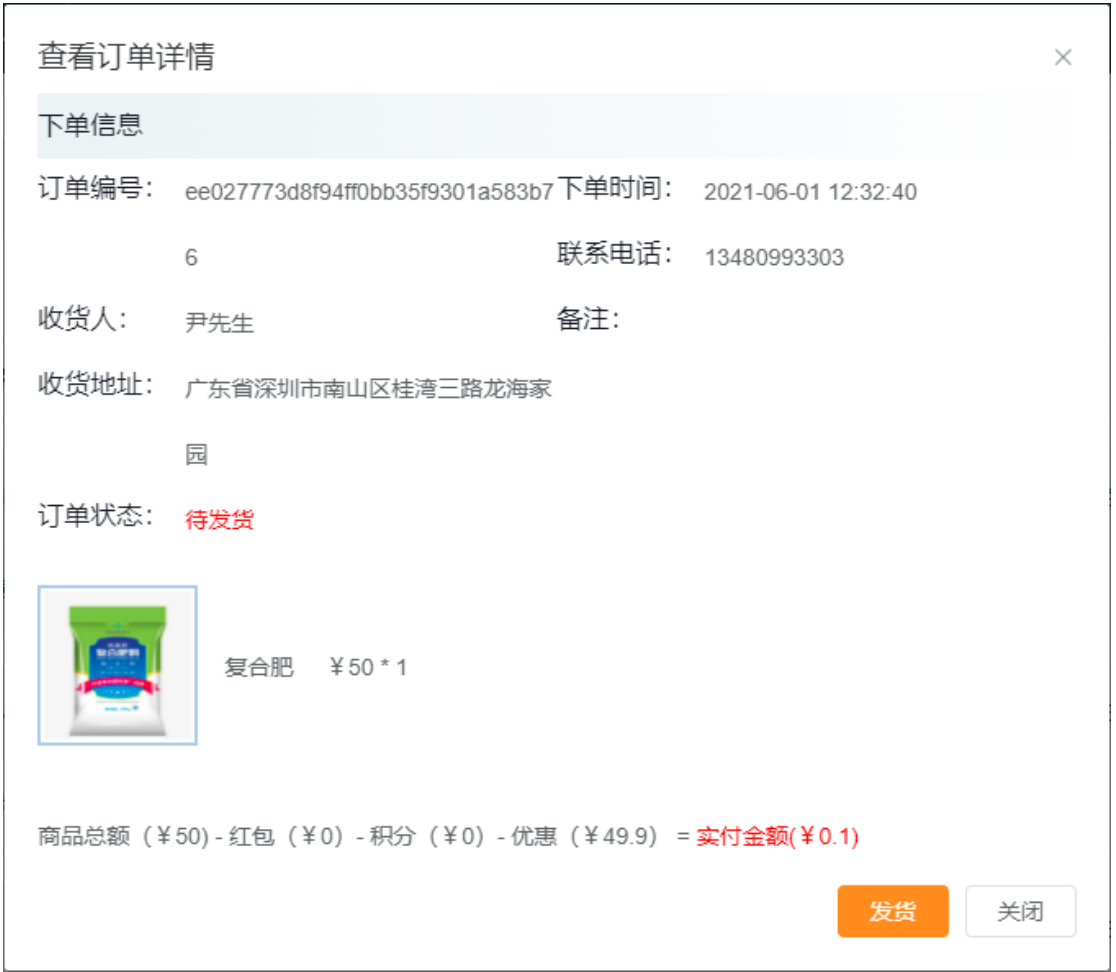 查看订单详情
下单信息
订单编号： ee027773d8f94ff0bb35f9301a583b7 下单时间： 2021-06-01 12:32:40
6 联系电话： 13480993303
收货人： 尹先生 备注：
收货地址： 广东省深圳市南山区桂湾三路龙海家
园
订单状态： 待发货
复合肥料
复合肥 ￥50 * 1
商品总额（￥50) - 红包（￥0）- 积分（￥0）- 优惠（￥49.9） = 实付金额(￥0.1)
发货 关闭